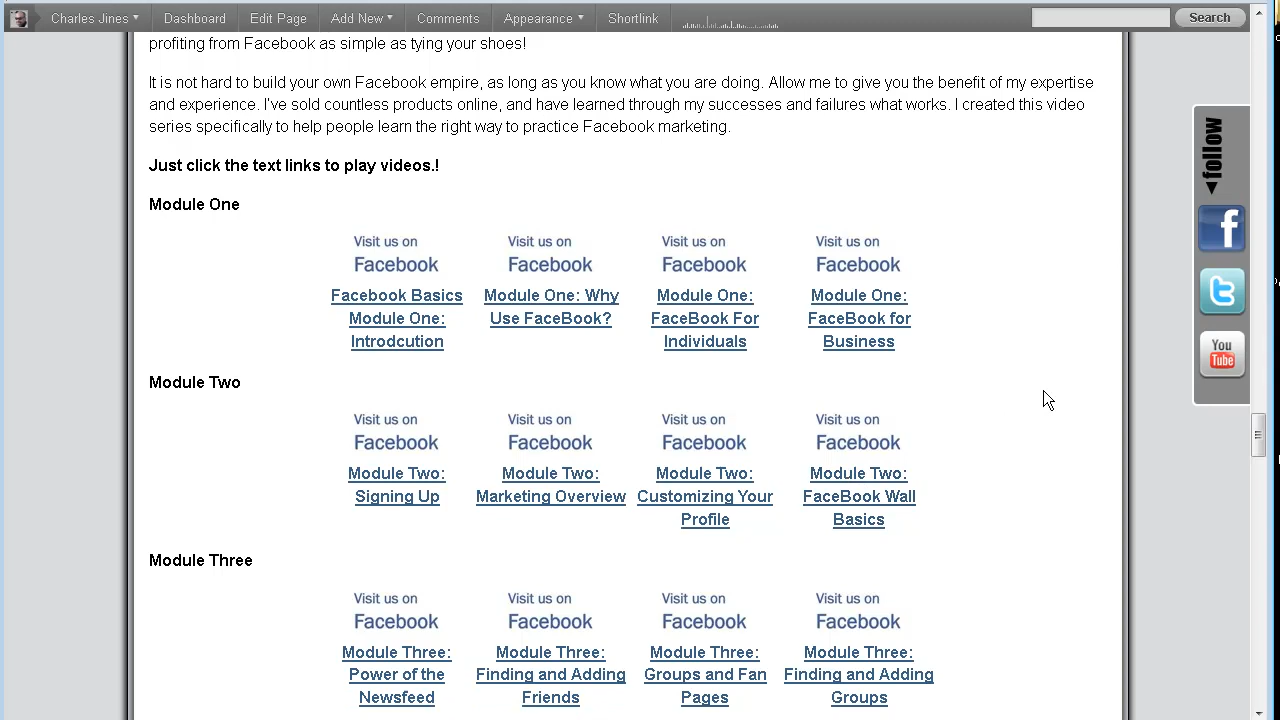 Charles Jines Dashboard Edit Page Add New Comments Appearance Shortlink Search
profiting from Facebook as simple as tying your shoes!
It is not hard to build your own Facebook empire, as long as you know what you are doing. Allow me to give you the benefit of my expertise
and experience. I've sold countless products online, and have learned through my successes and failures what works. I created this video
series specifically to help people learn the right way to practice Facebook marketing.
Just click the text links to play videos.!
Module One
Visit us on Visit us on Visit us on Visit us on
Facebook Facebook Facebook Facebook
Facebook Basics Module One: Why Module One: Module One:
Module One: Use FaceBook? FaceBook For FaceBook for
Introdcution Individuals Business
Module Two
Visit us on Visit us on Visit us on Visit us on
Facebook Facebook Facebook Facebook
Module Two: Module Two: Module Two: Module Two:
Signing Up Marketing Overview Customizing Your FaceBook Wall
Profile Basics
Module Three
Visit us on Visit us on Visit us on Visit us on
Facebook Facebook Facebook Facebook
Module Three: Module Three: Module Three: Module Three:
Power of the Finding and Adding Groups and Fan Finding and Adding
Newsfeed Friends Pages Groups
follow
f
t
You
Tube